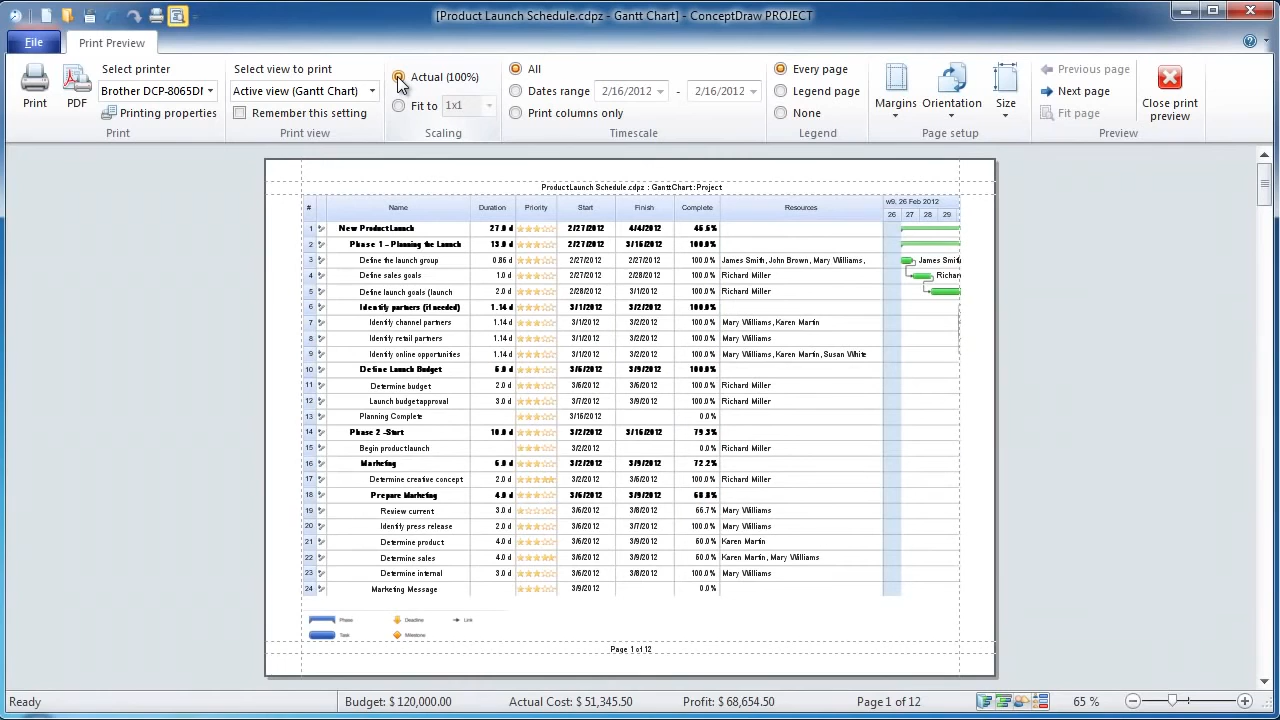 [Product Launch Schedule.cdpz - Gantt Chart] - ConceptDraw PROJECT
File Print Preview
Select printer Select view to print Actual (100%) All Every page Previous page
Brother DCP-8065DN Active view (Gantt Chart) Dates range 2/16/2012 - 2/16/2012 Legend page Next page
Print PDF Printing properties Remember this setting Fit to 1x1 Print columns only None Margins Orientation Size Fit page Close print preview
Print Print view Scaling Timescale Legend Page setup Preview
ProductLaunch Schedule.cdpz : GanttChart: Project
# Name Duration Priority Start Finish Complete Resources w9, 26 Feb 2012
26 27 28 29
1 New ProductLaunch 27.0 d 2/27/2012 4/4/2012 45.5%
2 Phase 1 - Planning the Launch 13.0 d 2/27/2012 3/15/2012 100.0%
3 Define the launch group 0.86 d 2/27/2012 2/27/2012 100.0% James Smith, John Brown, Mary Williams, James Smith
4 Define sales goals 1.0 d 2/27/2012 2/28/2012 100.0% Richard Miller Richar
5 Define launch goals (launch 2.0 d 2/28/2012 3/1/2012 100.0% Richard Miller
6 Identify partners (if needed) 1.14 d 3/1/2012 3/2/2012 100.0%
7 Identify channel partners 1.14 d 3/1/2012 3/2/2012 100.0% Mary Williams, Karen Martin
8 Identify retail partners 1.14 d 3/1/2012 3/2/2012 100.0% Mary Williams
9 Identify online opportunities 1.14 d 3/1/2012 3/2/2012 100.0% Mary Williams, Karen Martin, Susan White
10 Define Launch Budget 5.0 d 3/5/2012 3/9/2012 100.0%
11 Determine budget 2.0 d 3/6/2012 3/6/2012 100.0% Richard Miller
12 Launch budget approval 3.0 d 3/7/2012 3/9/2012 100.0% Richard Miller
13 Planning Complete 3/15/2012 0.0%
14 Phase 2 -Start 10.0 d 3/2/2012 3/15/2012 79.3%
15 Begin product launch 3/2/2012 0.0% Richard Miller
16 Marketing 6.0 d 3/2/2012 3/9/2012 72.2%
17 Determine creative concept 2.0 d 3/2/2012 3/6/2012 100.0% Richard Miller
18 Prepare Marketing 4.0 d 3/6/2012 3/9/2012
19 Review current 3.0 d 3/6/2012 3/8/2012 66.7% Mary Williams
20 Identify press release 2.0 d 3/6/2012 3/7/2012 100.0% Mary Williams
21 Determine product 4.0 d 3/6/2012 3/9/2012 50.0% Karen Martin
22 Determine sales 4.0 d 3/6/2012 3/9/2012 50.0% Karen Martin, Mary Williams
23 Determine internal 3.0 d 3/6/2012 3/8/2012 100.0% Mary Williams
24 Marketing Message 3/9/2012 0.0%
Phase Deadline Link
Task Milestone
Page 1 of 12
Ready Budget: $ 120,000.00 Actual Cost: $ 51,345.50 Profit: $ 68,654.50 Page 1 of 12 65 %